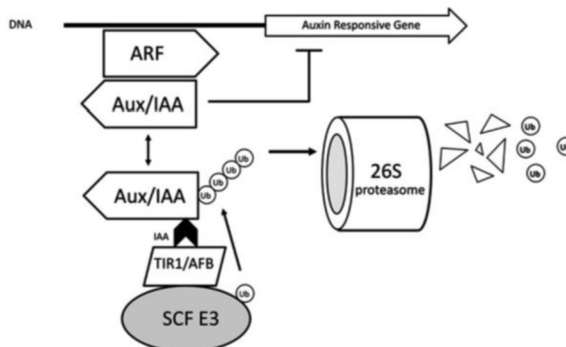 DNA
Auxin Responsive Gene
ARF
Aux/IAA
Aux/IAA
Ub
Ub
Ub
Ub
26S
proteasome
Ub
Ub
Ub
Ub
IAA
TIR1/AFB
Ub
SCF E3